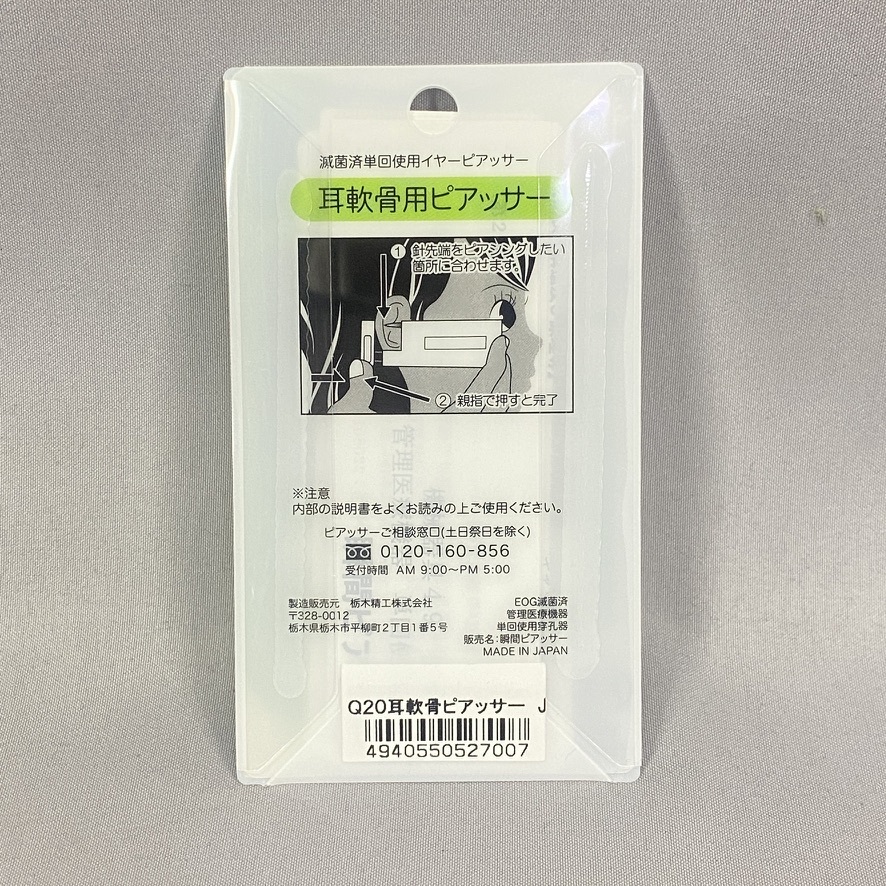 滅菌済単回使用イヤーピアッサー
耳軟骨用ピアッサー
① 針先端をピアシングしたい
箇所に合わせます。
② 親指で押すと完了
※注意
内部の説明書をよくお読みの上ご使用ください。
ピアッサーご相談窓口(土日祭日を除く)
0120-160-856
受付時間 AM 9:00～PM 5:00
製造販売元 栃木精工株式会社
〒328-0012
栃木県栃木市平柳町2丁目1番5号
EOG滅菌済
管理医療機器
単回使用穿孔器
販売名：瞬間ピアッサー
MADE IN JAPAN
Q20耳軟骨ピアッサー J
4940550527007